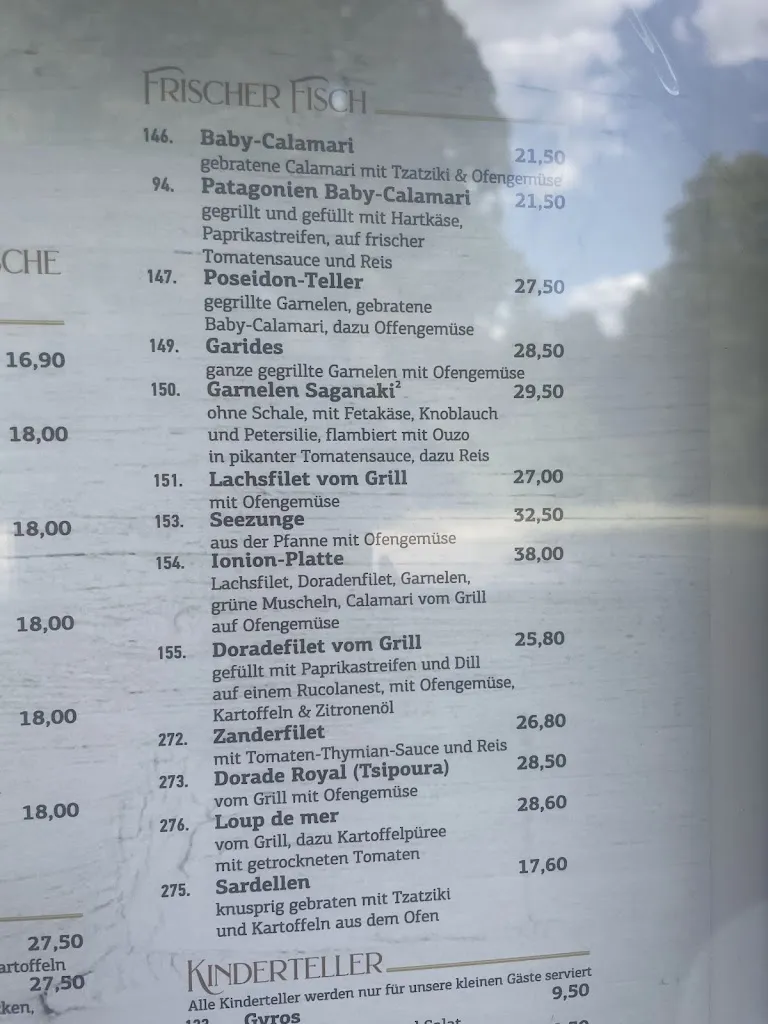 SCHE
16,90
18,00
18,00
18,00
18,00
18,00
27,50
artoffeln
27,50
ken,
FRISCHER FISCH
146. Baby-Calamari 21,50
gebratene Calamari mit Tzatziki & Ofengemüse
94. Patagonien Baby-Calamari 21,50
gegrillt und gefüllt mit Hartkäse,
Paprikastreifen, auf frischer
Tomatensauce und Reis
147. Poseidon-Teller 27,50
gegrillte Garnelen, gebratene
Baby-Calamari, dazu Offengemüse
149. Garides 28,50
ganze gegrillte Garnelen mit Ofengemüse
150. Garnelen Saganaki² 29,50
ohne Schale, mit Fetakäse, Knoblauch
und Petersilie, flambiert mit Ouzo
in pikanter Tomatensauce, dazu Reis
151. Lachsfilet vom Grill 27,00
mit Ofengemüse
153. Seezunge 32,50
aus der Pfanne mit Ofengemüse
154. Ionion-Platte 38,00
Lachsfilet, Doradenfilet, Garnelen,
grüne Muscheln, Calamari vom Grill
auf Ofengemüse
155. Doradefilet vom Grill 25,80
gefüllt mit Paprikastreifen und Dill
auf einem Rucolanest, mit Ofengemüse,
Kartoffeln & Zitronenöl
272. Zanderfilet 26,80
mit Tomaten-Thymian-Sauce und Reis
273. Dorade Royal (Tsipoura) 28,50
vom Grill mit Ofengemüse
276. Loup de mer 28,60
vom Grill, dazu Kartoffelpüree
mit getrockneten Tomaten
275. Sardellen 17,60
knusprig gebraten mit Tzatziki
und Kartoffeln aus dem Ofen
KINDERTELLER
Alle Kinderteller werden nur für unsere kleinen Gäste serviert
Gyros 9,50